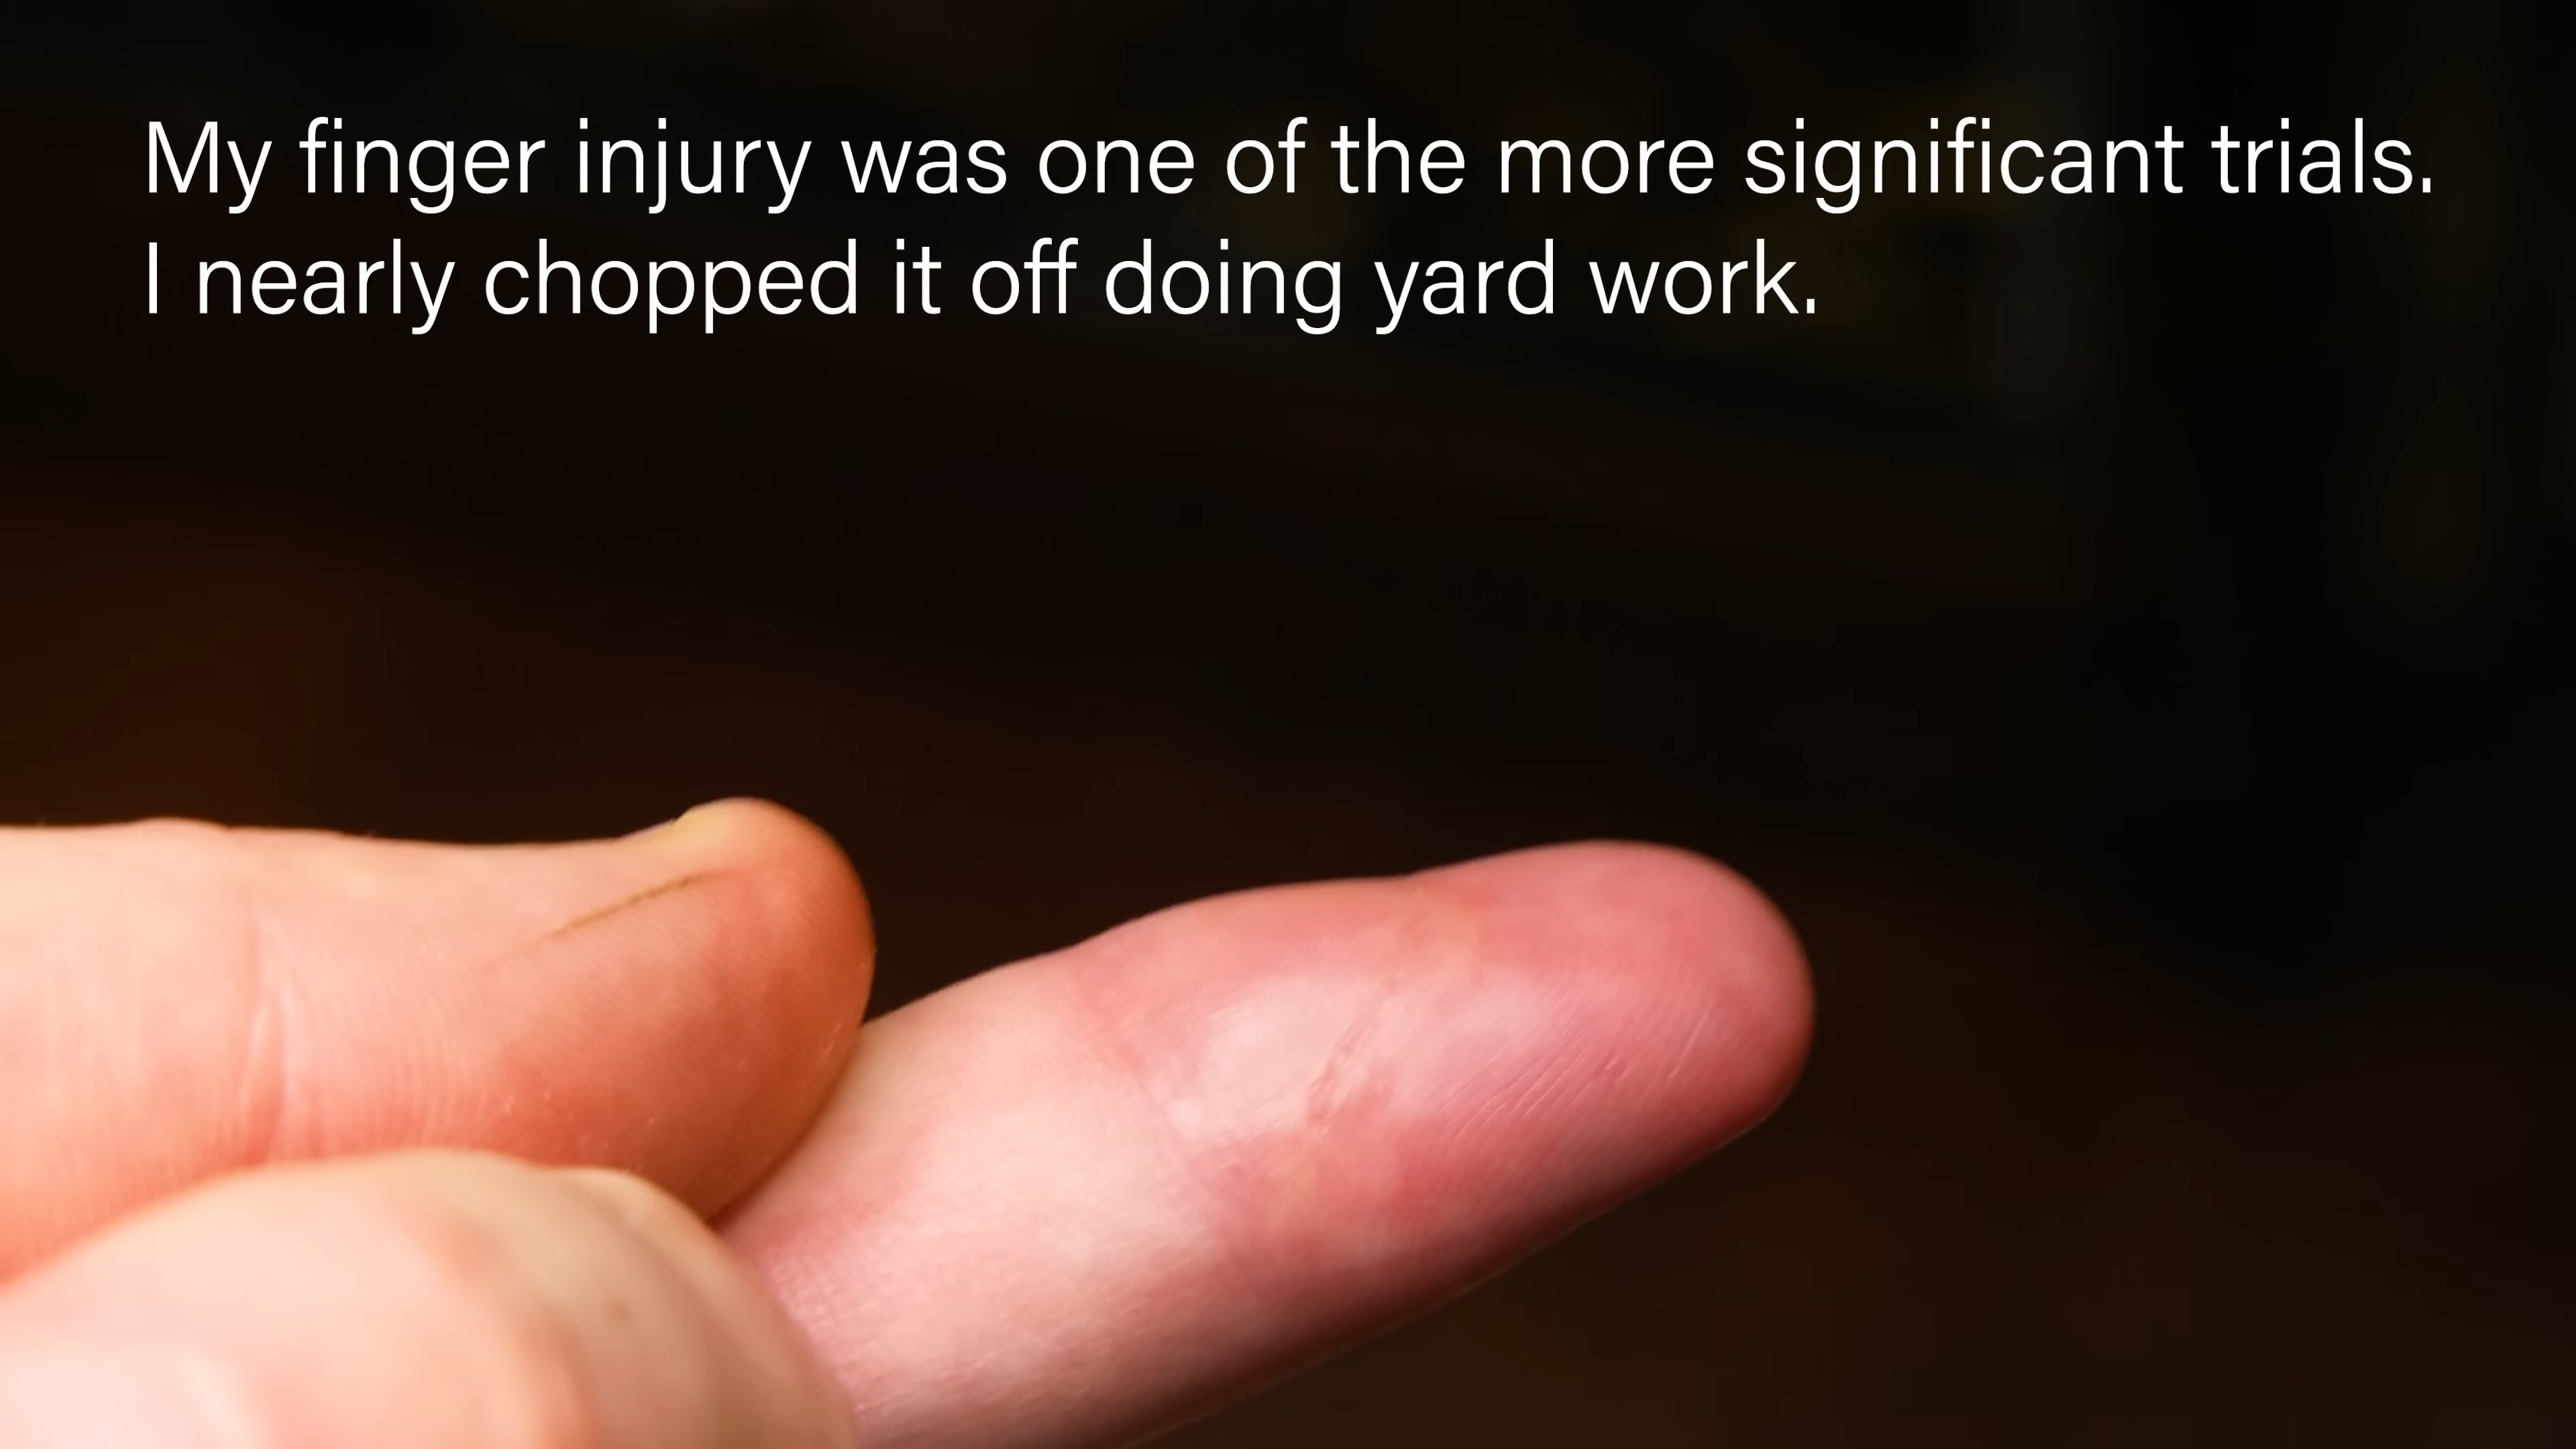 My finger injury was one of the more significant trials.
I nearly chopped it off doing yard work.